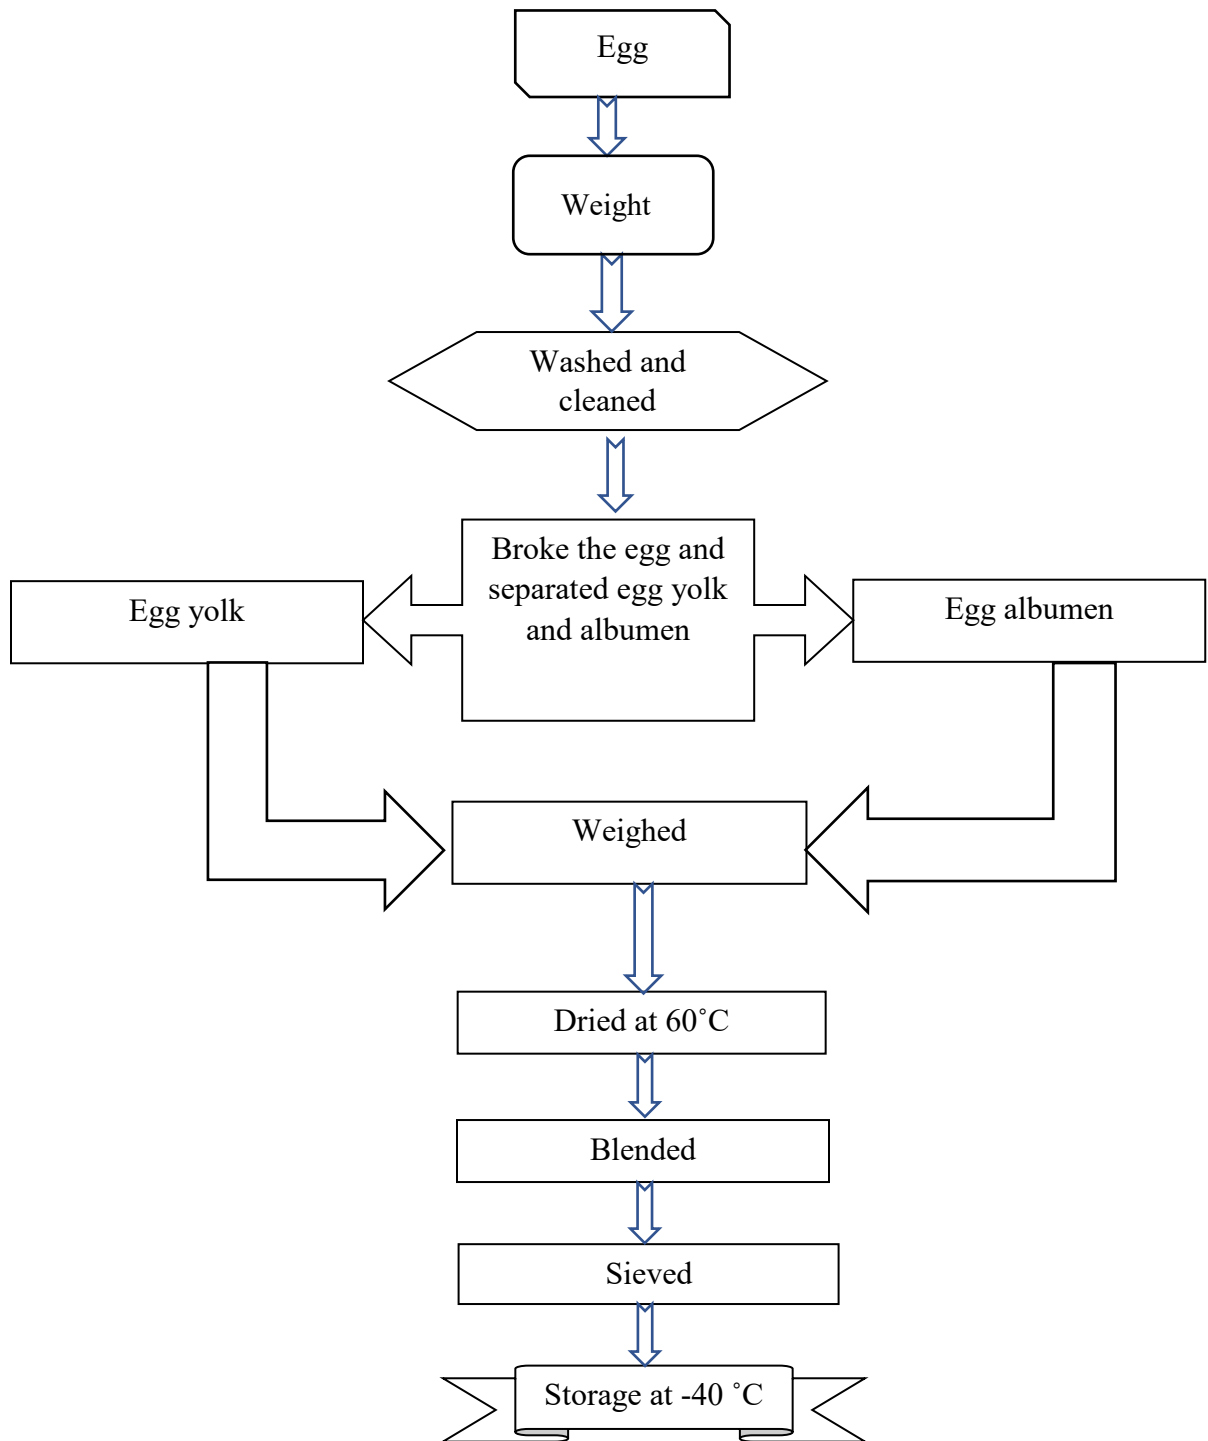 Egg
Weight
Washed and
cleaned
Broke the egg and
separated egg yolk
and albumen
Egg yolk
Egg albumen
Weighed
Dried at 60˚C
Blended
Sieved
Storage at -40 ˚C